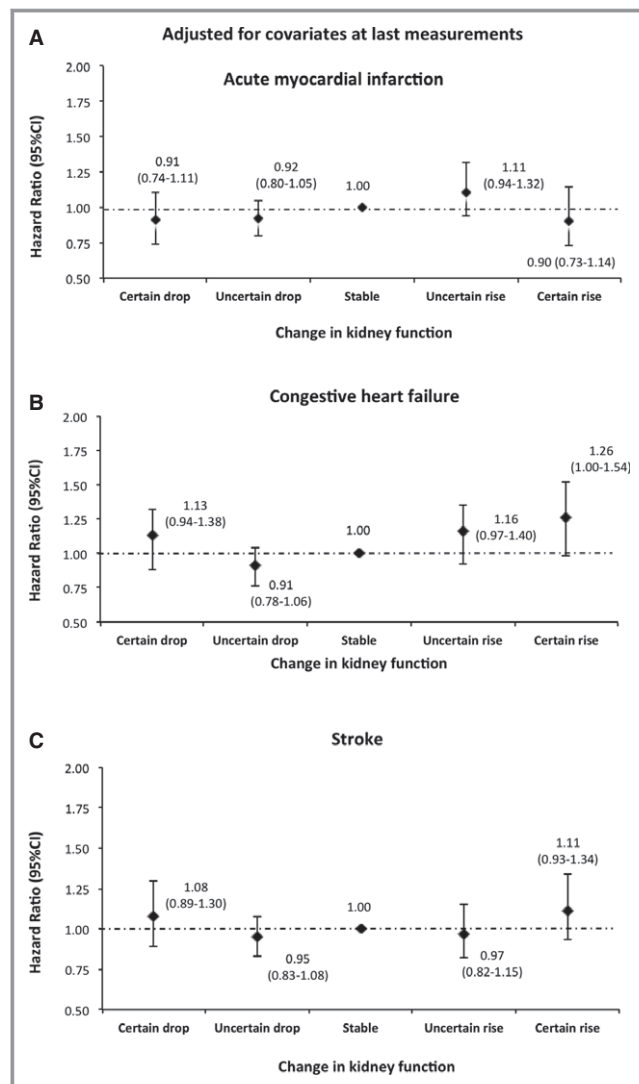 A
Adjusted for covariates at last measurements
Acute myocardial infarction
Hazard Ratio (95%CI)
2.00
1.75
1.50
1.25
1.00
0.75
0.50
0.91
(0.74-1.11)
0.92
(0.80-1.05)
1.00
1.11
(0.94-1.32)
0.90 (0.73-1.14)
Certain drop
Uncertain drop
Stable
Uncertain rise
Certain rise
Change in kidney function
B
Congestive heart failure
Hazard Ratio (95%CI)
2.00
1.75
1.50
1.25
1.00
0.75
0.50
1.13
(0.94-1.38)
0.91
(0.78-1.06)
1.00
1.16
(0.97-1.40)
1.26
(1.00-1.54)
Certain drop
Uncertain drop
Stable
Uncertain rise
Certain rise
Change in kidney function
C
Stroke
Hazard Ratio (95%CI)
2.00
1.75
1.50
1.25
1.00
0.75
0.50
1.08
(0.89-1.30)
0.95
(0.83-1.08)
1.00
0.97
(0.82-1.15)
1.11
(0.93-1.34)
Certain drop
Uncertain drop
Stable
Uncertain rise
Certain rise
Change in kidney function